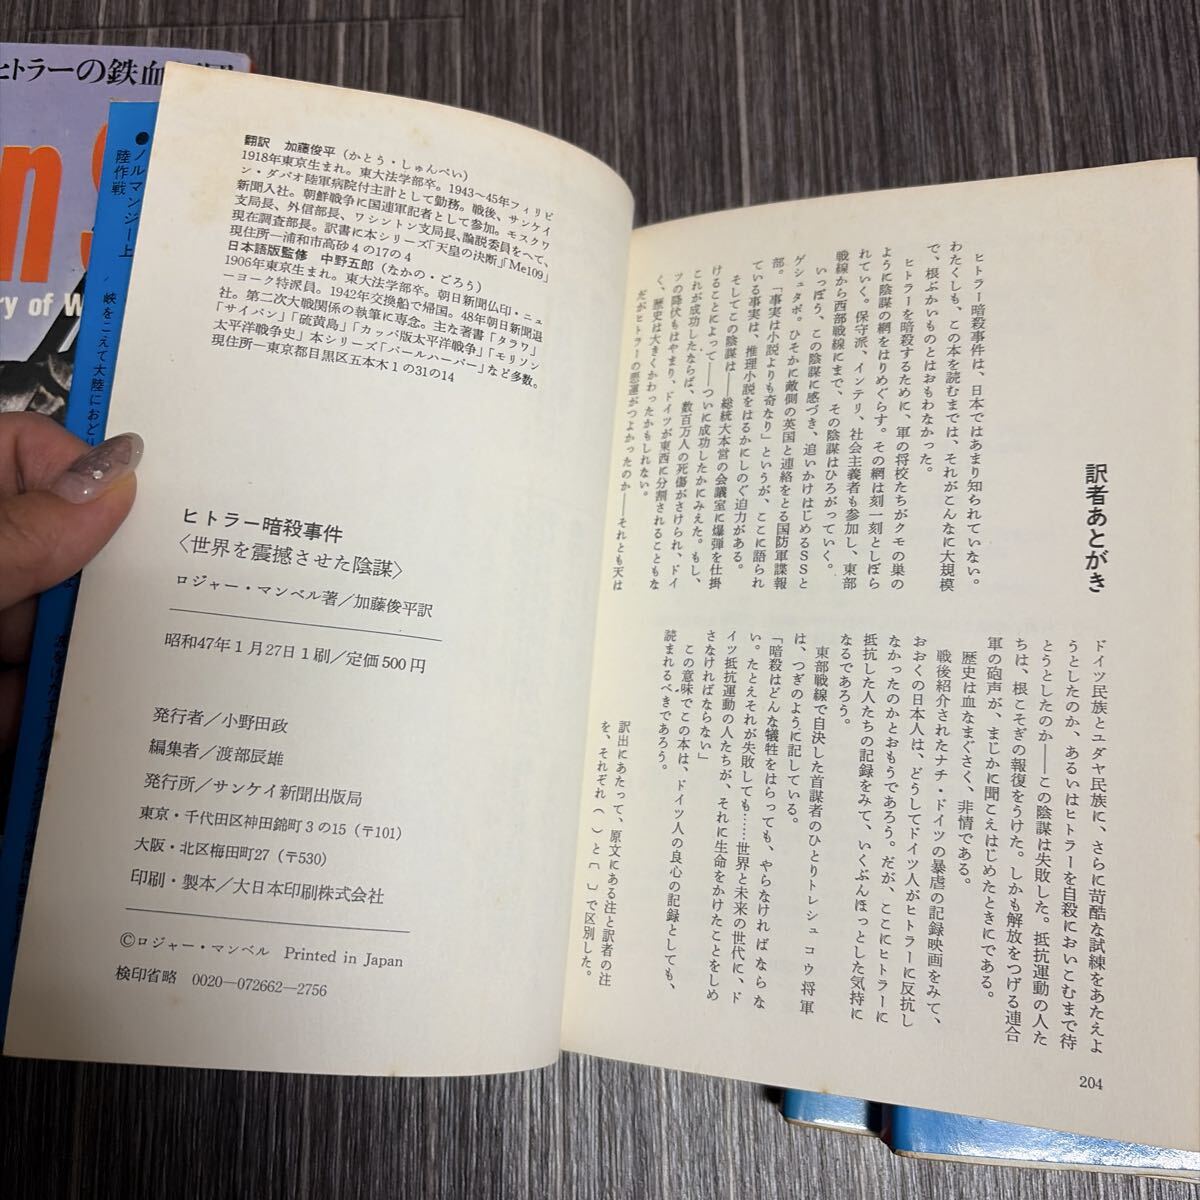 ヒトラーの鉄血
n S
ry of W
●ノルマンジー上
陸作戦
峡をこえて大陸におど
翻訳　加藤俊平（かとう・しゅんぺい）
1918年東京生まれ。東大法学部卒。1943〜45年フィリピ
ン・ダバオ陸軍病院付主計として勤務。戦後、サンケイ
新聞入社。朝鮮戦争に国連軍記者として参加。モスクワ
支局長、外信部長、ワシントン支局長、論説委員をへて、
現在調査部長。訳書に本シリーズ「天皇の決断」「Me109」
現住所―浦和市高砂４の17の４
日本語版監修　中野五郎（なかの・ごろう）
1906年東京生まれ。東大法学部卒。朝日新聞仏印・ニュ
ーヨーク特派員。1942年交換船で帰国。48年朝日新聞退
社。第二次大戦関係の執筆に専念。主な著書「タラワ」
「サイパン」「硫黄島」「カッパ版太平洋戦争」「モリソン
太平洋戦争史」本シリーズ「パールハーバー」など多数。
現住所―東京都目黒区五本木１の31の14
ヒトラー暗殺事件
〈世界を震撼させた陰謀〉
ロジャー・マンベル著／加藤俊平訳
昭和47年１月27日１刷／定価500円
発行者／小野田政
編集者／渡部辰雄
発行所／サンケイ新聞出版局
東京・千代田区神田錦町３の15（〒101）
大阪・北区梅田町27（〒530）
印刷・製本／大日本印刷株式会社
©ロジャー・マンベル　Printed in Japan
検印省略　0020―072662―2756
訳者あとがき
ヒトラー暗殺事件は、日本ではあまり知られていない。
わたくしも、この本を読むまでは、それがこんなに大規模
で、根ぶかいものとはおもわなかった。
ヒトラーを暗殺するために、軍の将校たちがクモの巣の
ように陰謀の網をはりめぐらす。その網は刻一刻としぼら
れていく。保守派、インテリ、社会主義者も参加し、東部
戦線から西部戦線にまで、その陰謀はひろがっていく。
いっぽう、この陰謀に感づき、追いかけはじめるＳＳと
ゲシュタポ。ひそかに敵側の英国と連絡をとる国防軍諜報
部。「事実は小説よりも奇なり」というが、ここに語られ
ている事実は、推理小説をはるかにしのぐ迫力がある。
そしてこの陰謀は――総統大本営の会議室に爆弾を仕掛
けることによって――ついに成功したかにみえた。もし、
これが成功したならば、数百万人の死傷がさけられ、ドイ
ツの降伏もはやまり、ドイツが東西に分割されることもな
く、歴史は大きくかわったかもしれない。
だがヒトラーの悪運がつよかったのか――それとも天は
ドイツ民族とユダヤ民族に、さらに苛酷な試練をあたえよ
うとしたのか、あるいはヒトラーを自殺においこむまで待
とうとしたのか――この陰謀は失敗した。抵抗運動の人た
ちは、根こそぎの報復をうけた。しかも解放をつげる連合
軍の砲声が、まじかに聞こえはじめたときにである。
歴史は血なまぐさく、非情である。
戦後紹介されたナチ・ドイツの暴虐の記録映画をみて、
おおくの日本人は、どうしてドイツ人がヒトラーに反抗し
なかったのかとおもうであろう。だが、ここにヒトラーに
抵抗した人たちの記録をみて、いくぶんほっとした気持に
なるであろう。
東部戦線で自決した首謀者のひとりトレシュコウ将軍
は、つぎのように記している。
「暗殺はどんな犠牲をはらっても、やらなければならな
い。たとえそれが失敗しても……世界と未来の世代に、ド
イツ抵抗運動の人たちが、それに生命をかけたことをしめ
さなければならない」
この意味でこの本は、ドイツ人の良心の記録としても、
読まれるべきであろう。
訳出にあたって、原文にある注と訳者の注
を、それぞれ（　）と〔　〕で区別した。
204